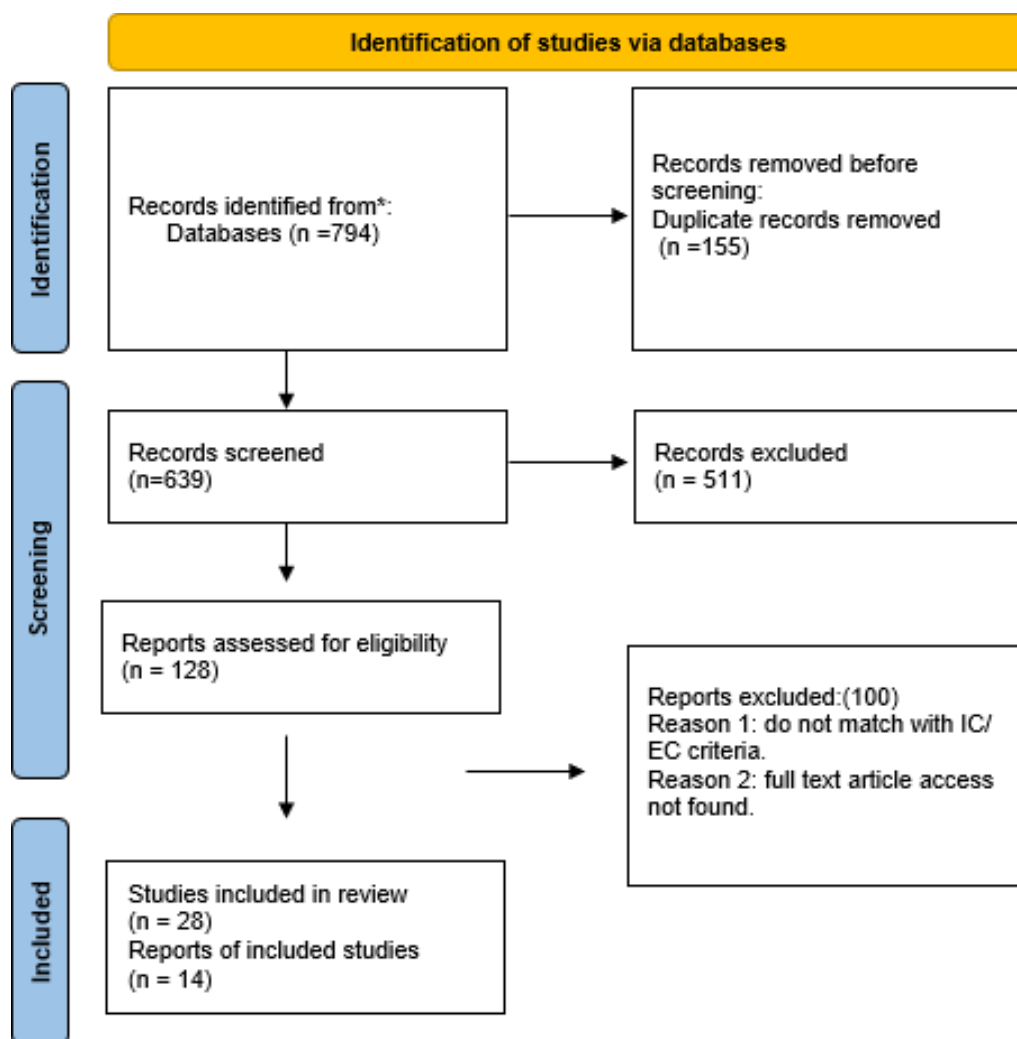 Identification of studies via databases
Identification
Records identified from*:
Databases (n =794)
Records removed before
screening:
Duplicate records removed
(n =155)
Screening
Records screened
(n=639)
Records excluded
(n = 511)
Reports assessed for eligibility
(n = 128)
Reports excluded:(100)
Reason 1: do not match with IC/
EC criteria.
Reason 2: full text article access
not found.
Included
Studies included in review
(n = 28)
Reports of included studies
(n = 14)